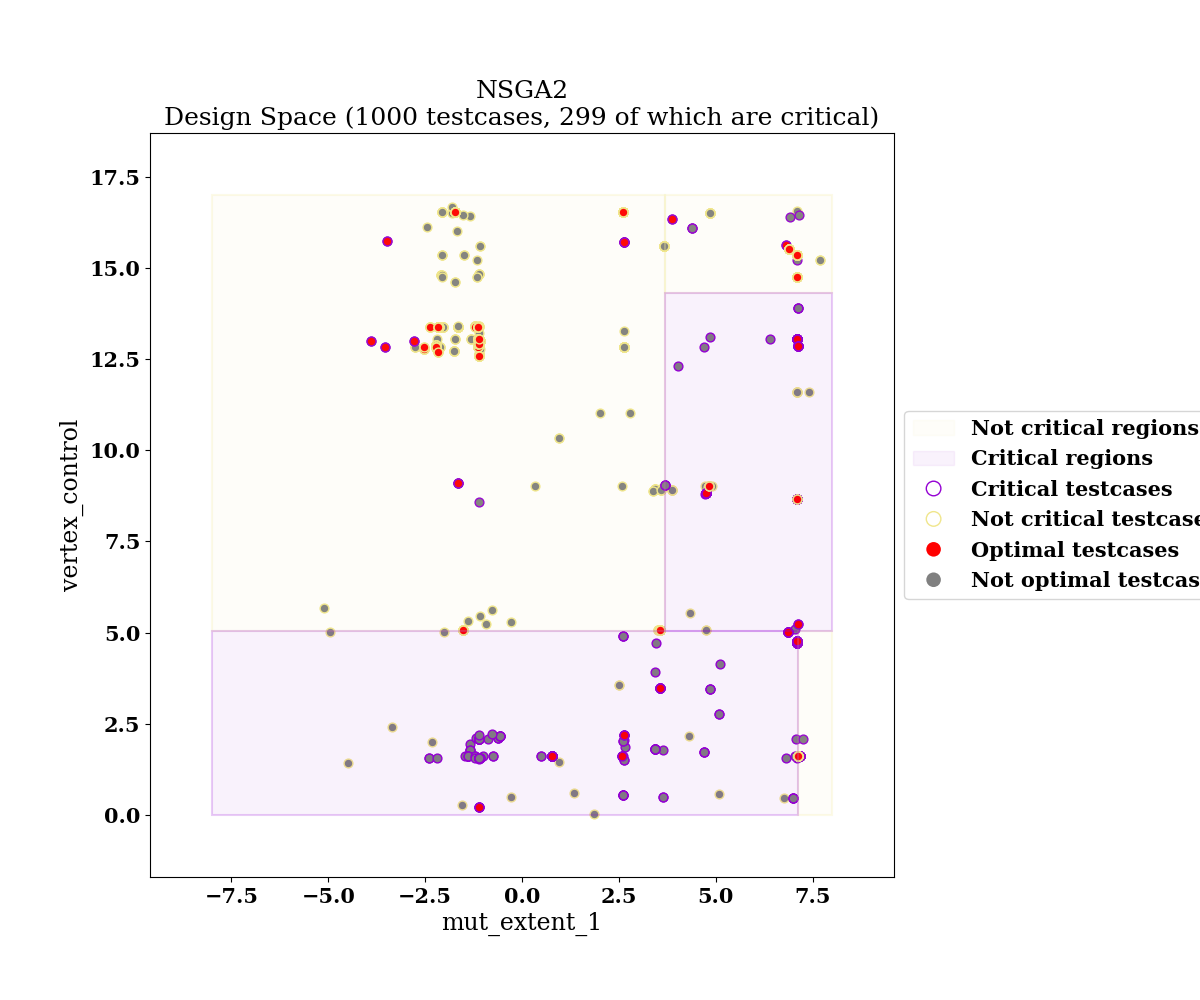 NSGA2
Design Space (1000 testcases, 299 of which are critical)
17.5
15.0
12.5
10.0
7.5
5.0
2.5
0.0
vertex_control
−7.5 −5.0 −2.5 0.0 2.5 5.0 7.5
mut_extent_1
Not critical regions
Critical regions
Critical testcases
Not critical testcase
Optimal testcases
Not optimal testcas